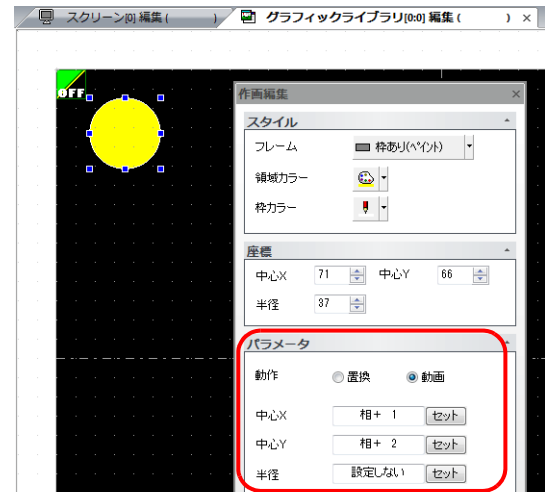 スクリーン[0] 編集 ( ) グラフィックライブラリ[0:0] 編集 ( ) ×
OFF
作画編集 ×
スタイル
フレーム 枠あり(ペイント)
領域カラー
枠カラー
座標
中心X 71 中心Y 66
半径 37
パラメータ
動作 置換 動画
中心X 相+ 1 セット
中心Y 相+ 2 セット
半径 設定しない セット